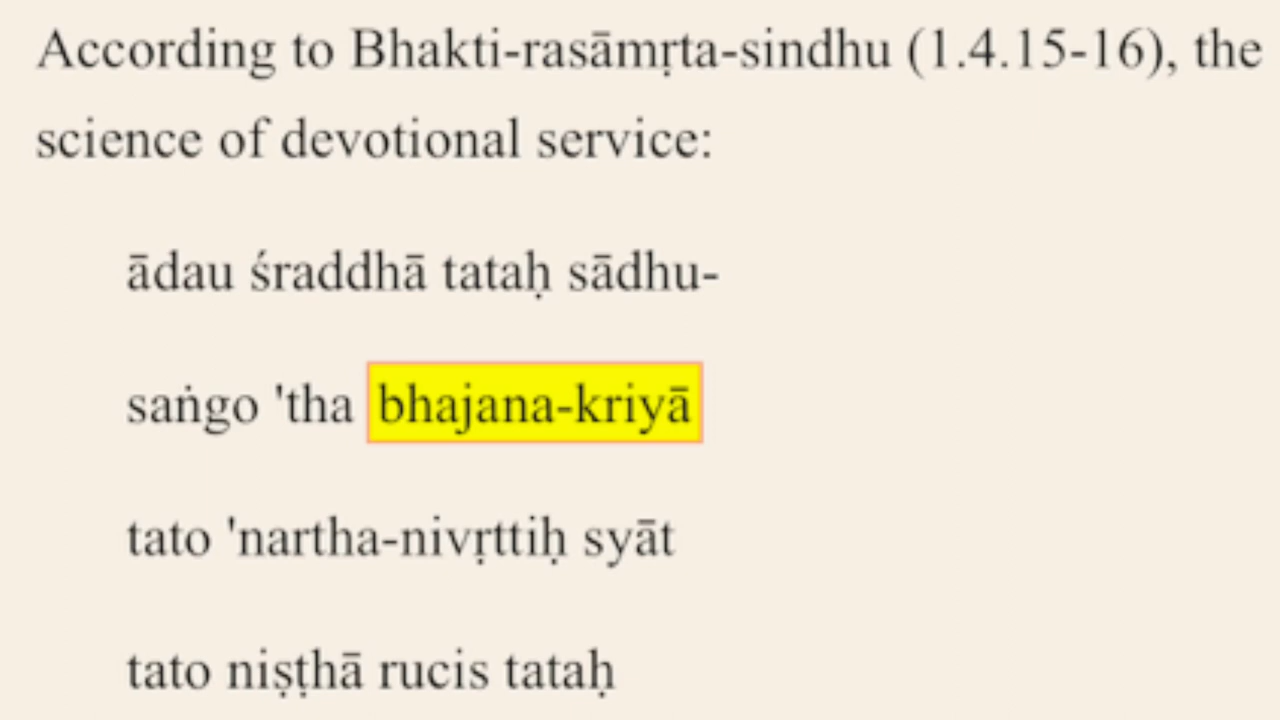 According to Bhakti-rasāmṛta-sindhu (1.4.15-16), the
science of devotional service:
ādau śraddhā tataḥ sādhu-
saṅgo 'tha bhajana-kriyā
tato 'nartha-nivṛttiḥ syāt
tato niṣṭhā rucis tataḥ